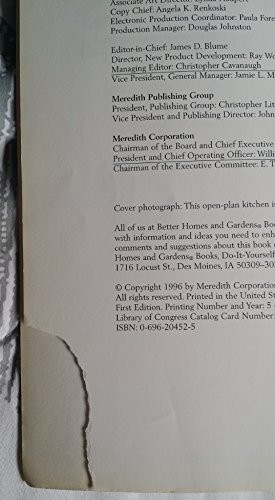 Associate Art Director:
Copy Chief: Angela K. Renkoski
Electronic Production Coordinator: Paula
Production Manager: Douglas Johnston
Editor-in-Chief: James D. Blume
Director, New Product Development: Ray
Managing Editor: Christopher Cavanaugh
Vice President, General Manager: Jamie L.
Meredith Publishing Group
President, Publishing Group: Christopher
Vice President and Publishing Director: John
Meredith Corporation
Chairman of the Board and Chief Executive
President and Chief Operating Officer:
Chairman of the Executive Committee: E. T
Cover photograph: This open-plan kitchen is
All of us at Better Homes and Gardens®
with information and ideas you need to
comments and suggestions about this book
Homes and Gardens® Books, Do-It-Yourself
1716 Locust St., Des Moines, IA
© Copyright 1996 by Meredith Corporation
All rights reserved. Printed in the United
First Edition. Printing Number and Year: 5
Library of Congress Catalog Card Number:
ISBN: 0-696-20452-5